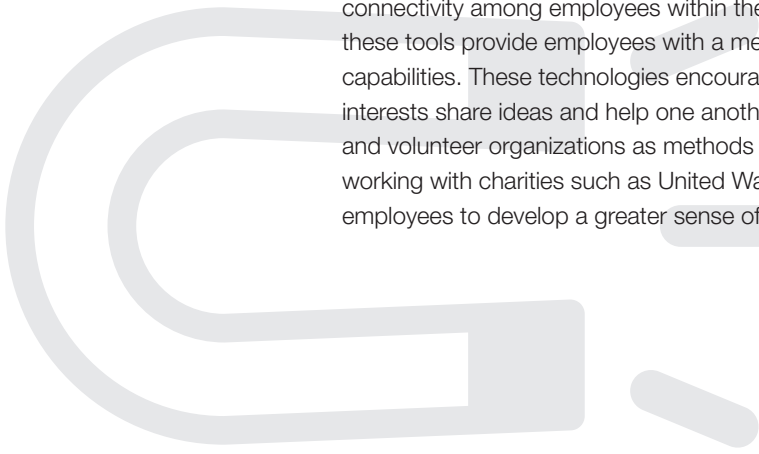 connectivity among employees within the
these tools provide employees with a me
capabilities. These technologies encoura
interests share ideas and help one anoth
and volunteer organizations as methods
working with charities such as United Wa
employees to develop a greater sense of